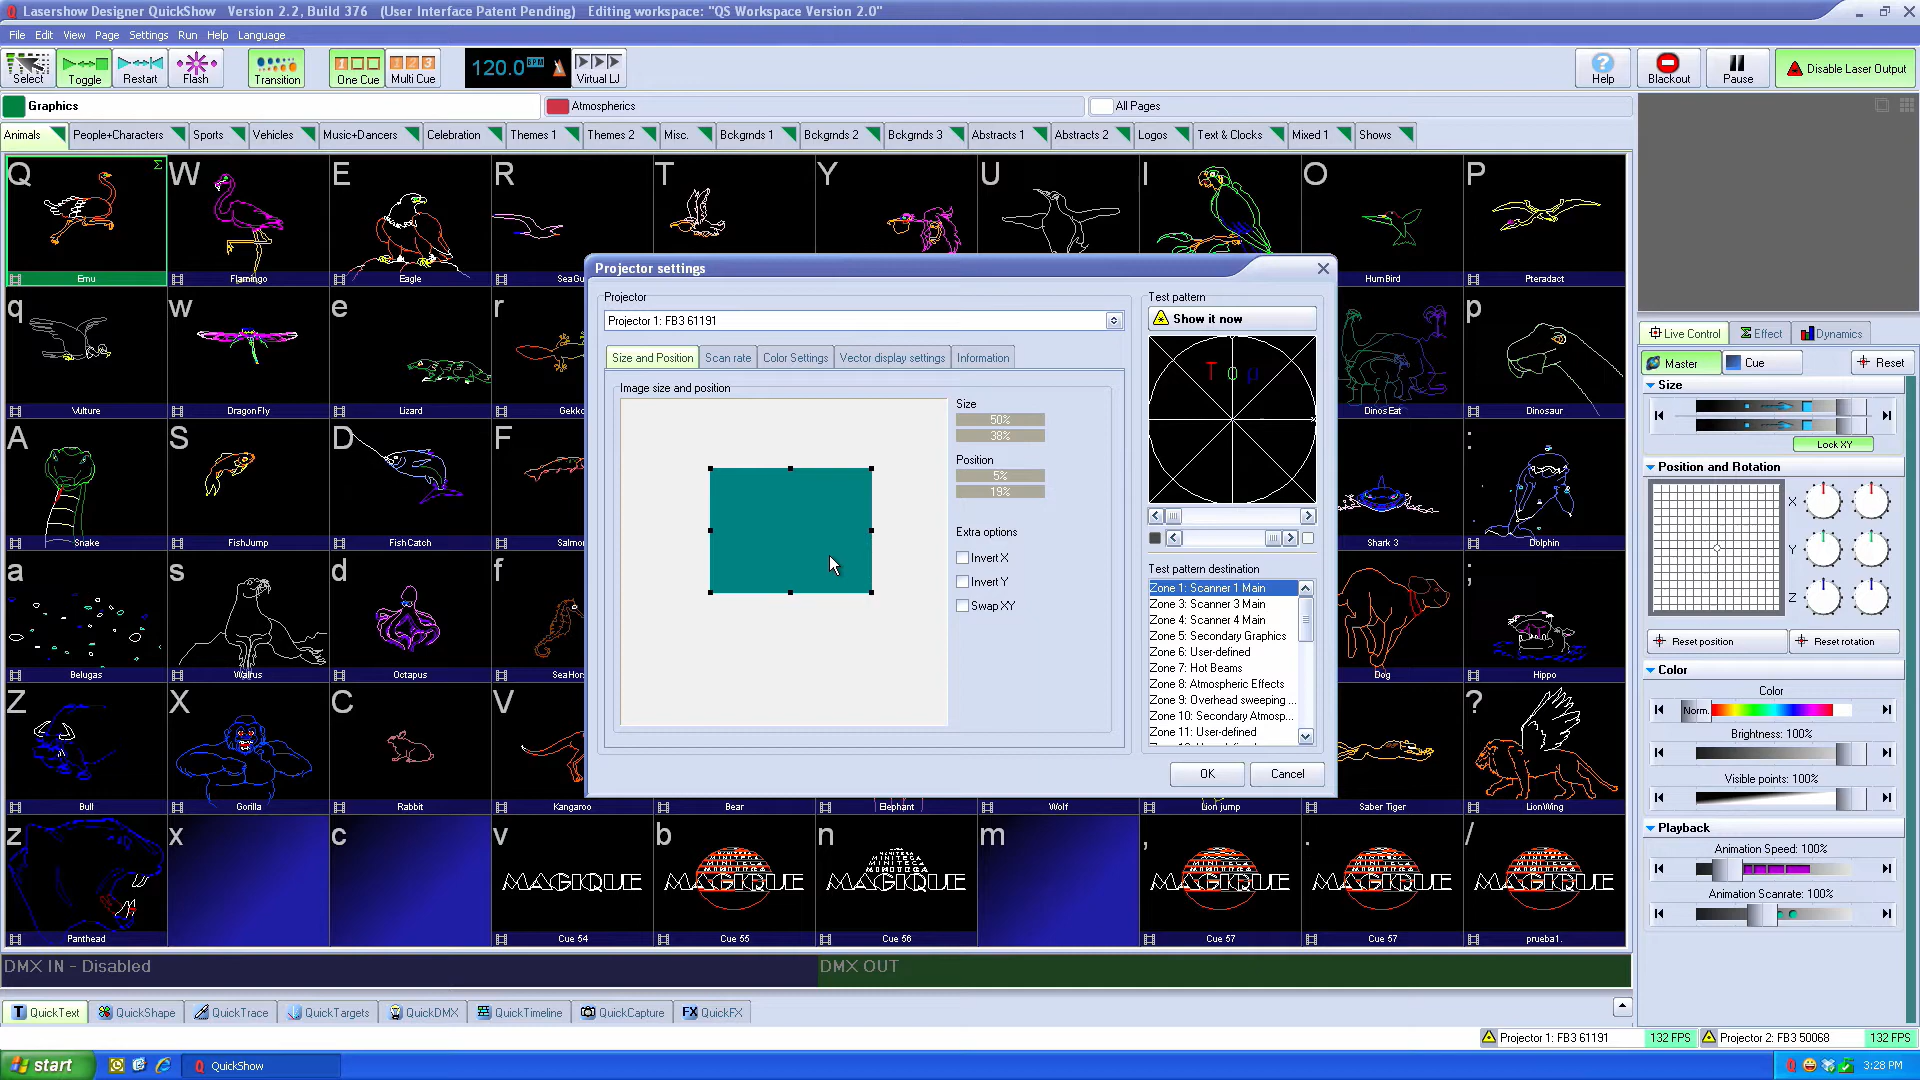 Lasershow Designer QuickShow Version 2.2, Build 376 (User Interface Patent Pending) Editing workspace: "QS Workspace Version 2.0"
File Edit View Page Settings Run Help Language
Select Toggle Restart Flash Transition One Cue Multi Cue 120.0 BPM Virtual LJ Help Blackout Pause Disable Laser Output
Graphics Atmospherics All Pages
Animals People+Characters Sports Vehicles Music+Dancers Celebration Themes 1 Themes 2 Misc. Bckgrnds 1 Bckgrnds 2 Bckgrnds 3 Abstracts 1 Abstracts 2 Logos Text & Clocks Mixed 1 Shows
Q W E R T Y U I O P
Emu Flamingo Eagle HumBird Pteradact
q w e r p
Vulture DragonFly Lizard Dinos Eat Dinosaur
A S D F :
Snake FishJump FishCatch Salmo Shark 3 Dolphin
a s d f ;
Belugas Walrus Octapus SeaHor Dog Hippo
Z X C V ?
Bull Gorilla Rabbit Kangaroo Bear Elephant Wolf Lion jump Saber Tiger LionWing
z x c v b n m , . /
MAGIQUE MAGIQUE MAGIQUE MAGIQUE MAGIQUE MAGIQUE
Panthead Cue 54 Cue 55 Cue 56 Cue 57 Cue 57 prueba1.
Projector settings
Projector
Projector 1: FB3 61191
Size and Position Scan rate Color Settings Vector display settings Information
Image size and position
Size
50%
38%
Position
5%
19%
Extra options
Invert X
Invert Y
Swap XY
Test pattern
Show it now
Top
Test pattern destination
Zone 1: Scanner 1 Main
Zone 3: Scanner 3 Main
Zone 4: Scanner 4 Main
Zone 5: Secondary Graphics
Zone 6: User-defined
Zone 7: Hot Beams
Zone 8: Atmospheric Effects
Zone 9: Overhead sweeping ...
Zone 10: Secondary Atmosp...
Zone 11: User-defined
OK Cancel
Live Control Effect Dynamics
Master Cue Reset
Size
Lock XY
Position and Rotation
X
Y
Z
Reset position Reset rotation
Color
Color
Norm.
Brightness: 100%
Visible points: 100%
Playback
Animation Speed: 100%
Animation Scanrate: 100%
DMX IN - Disabled DMX OUT
QuickText QuickShape QuickTrace QuickTargets QuickDMX QuickTimeline QuickCapture QuickFX
Projector 1: FB3 61191 132 FPS Projector 2: FB3 50068 132 FPS
start QuickShow 3:28 PM